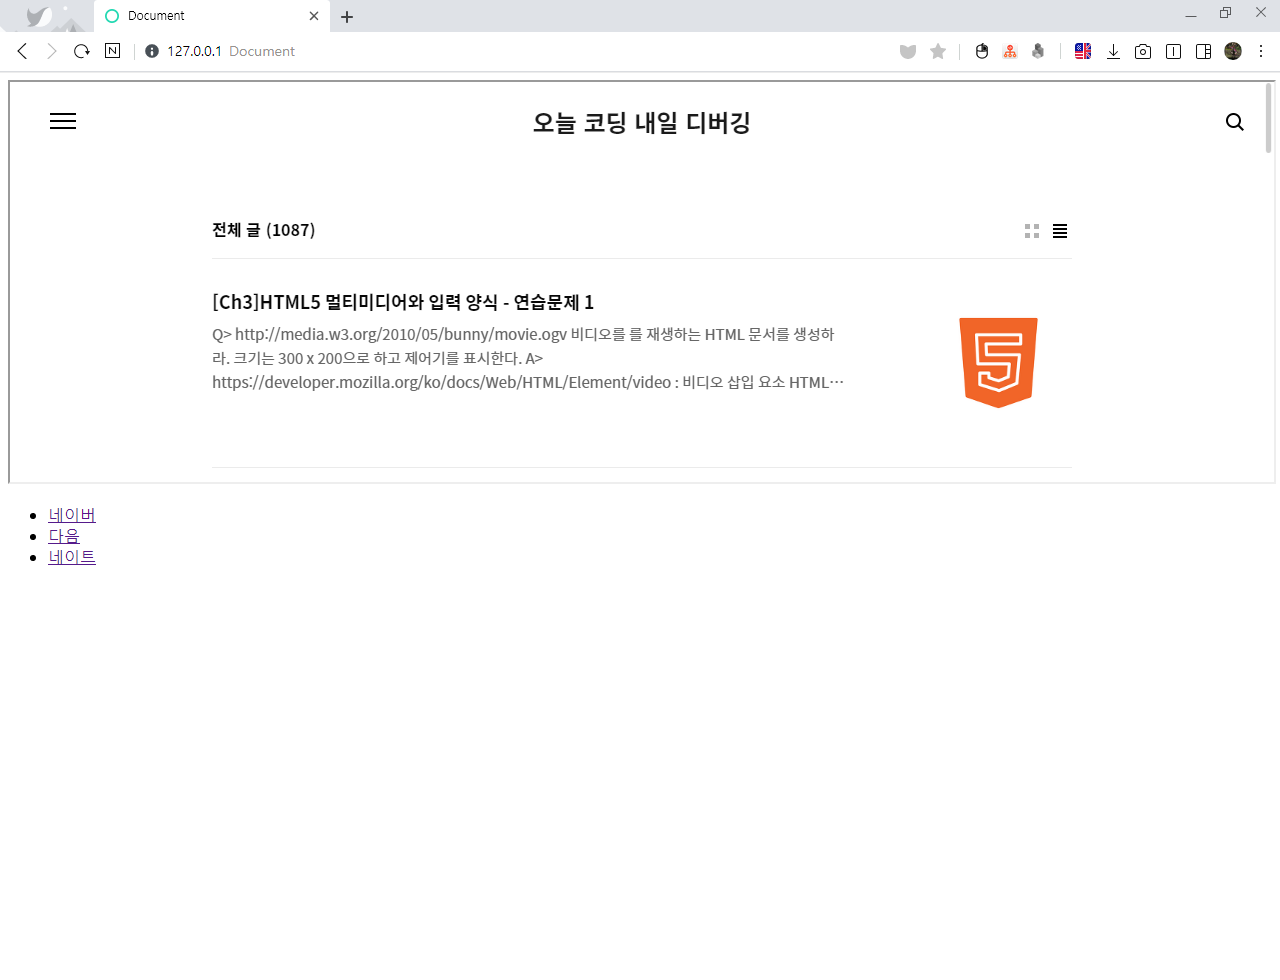 Document
127.0.0.1 Document
오늘 코딩 내일 디버깅
전체 글 (1087)
[Ch3]HTML5 멀티미디어와 입력 양식 - 연습문제 1
Q> http://media.w3.org/2010/05/bunny/movie.ogv 비디오를 를 재생하는 HTML 문서를 생성하
라. 크기는 300 x 200으로 하고 제어기를 표시한다. A>
https://developer.mozilla.org/ko/docs/Web/HTML/Element/video : 비디오 삽입 요소 HTML…
네이버
다음
네이트